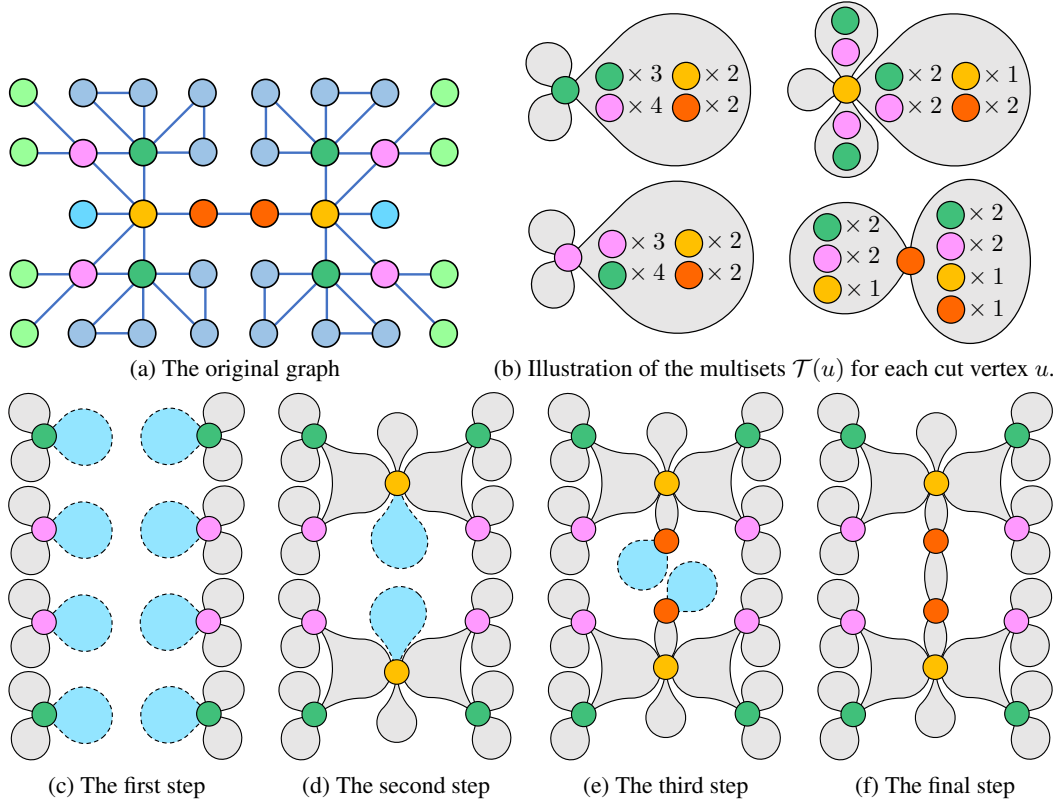 × 3 × 2
× 4 × 2
× 2 × 1
× 2 × 2
× 3 × 2
× 4 × 2
× 2
× 2
× 1
× 2
× 2
× 1
× 1
(a) The original graph
(b) Illustration of the multisets 𝒯(u) for each cut vertex u.
(c) The first step
(d) The second step
(e) The third step
(f) The final step